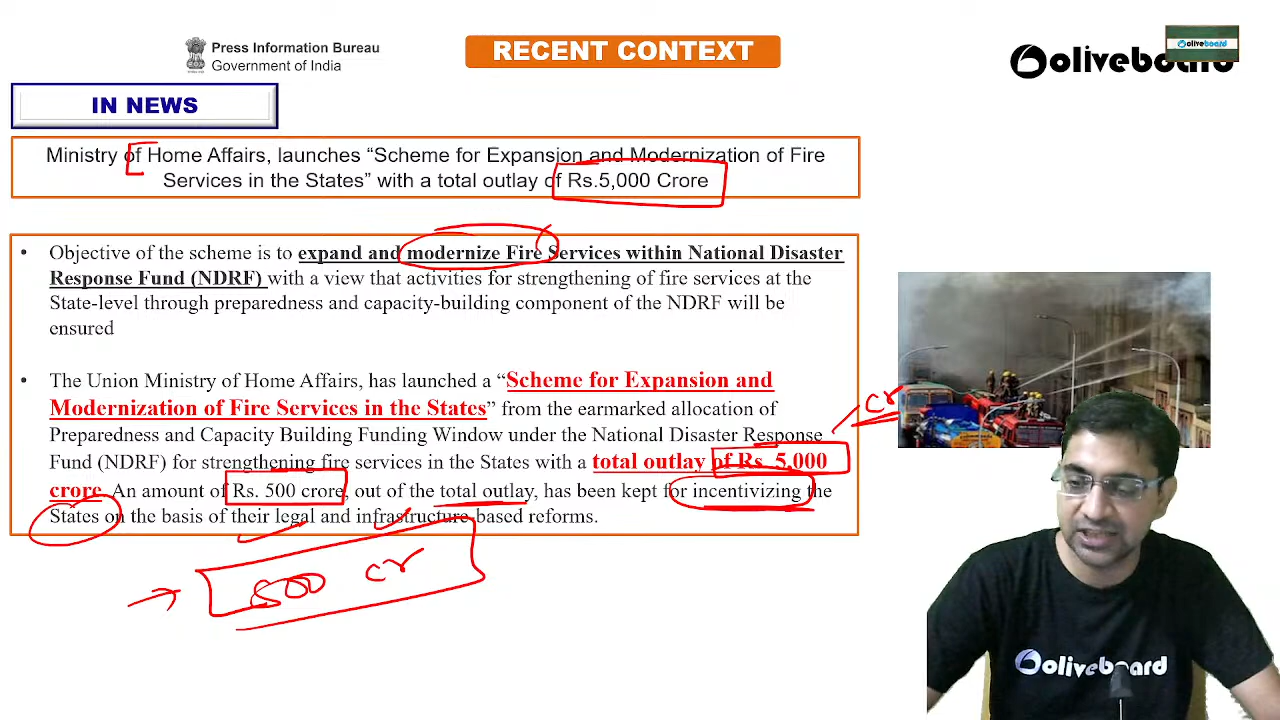 Press Information Bureau
Government of India
RECENT CONTEXT
oliveboard
oliveboard
IN NEWS
Ministry of Home Affairs, launches “Scheme for Expansion and Modernization of Fire
Services in the States” with a total outlay of Rs.5,000 Crore
• Objective of the scheme is to expand and modernize Fire Services within National Disaster
Response Fund (NDRF) with a view that activities for strengthening of fire services at the
State-level through preparedness and capacity-building component of the NDRF will be
ensured
• The Union Ministry of Home Affairs, has launched a “Scheme for Expansion and
Modernization of Fire Services in the States” from the earmarked allocation of
Preparedness and Capacity Building Funding Window under the National Disaster Response
Fund (NDRF) for strengthening fire services in the States with a total outlay of Rs. 5,000
crore. An amount of Rs. 500 crore, out of the total outlay, has been kept for incentivizing the
States on the basis of their legal and infrastructure-based reforms.
cr
500 cr
oliveboard